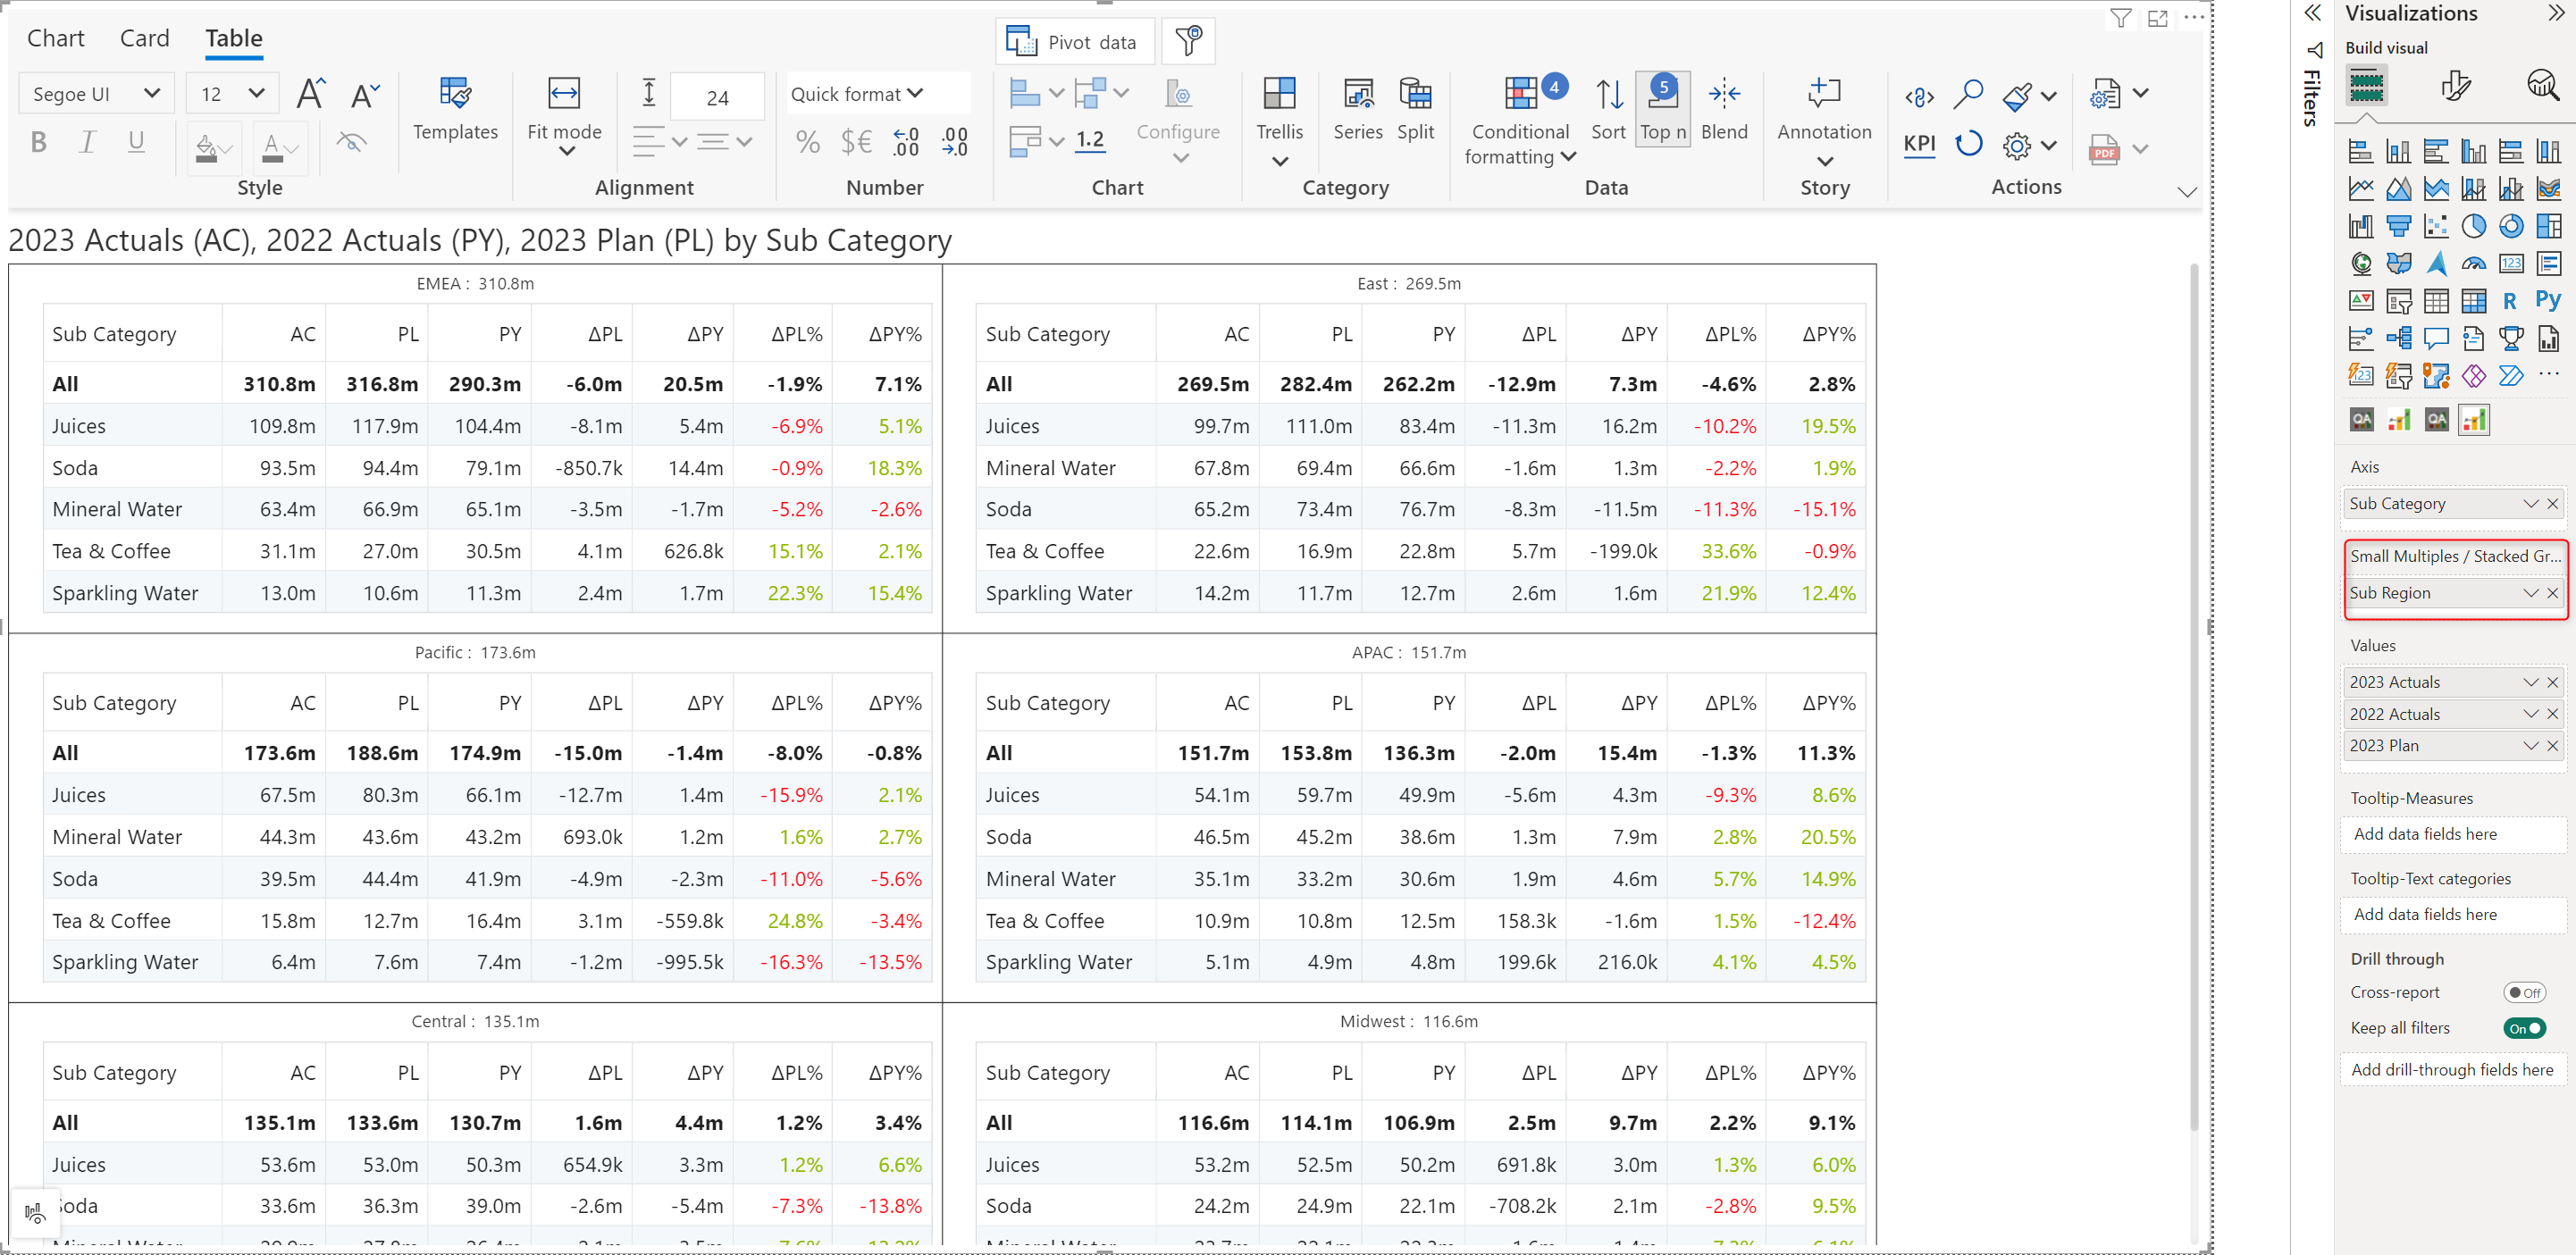 Chart Card Table
Pivot data
Segoe UI 12 A A 24 Quick format
B I U A % $€ .0 .00 .00 .0 1.2
Templates Fit mode Configure Trellis Series Split Conditional formatting 4 Sort Top n 5 Blend Annotation KPI PDF
Style Alignment Number Chart Category Data Story Actions
2023 Actuals (AC), 2022 Actuals (PY), 2023 Plan (PL) by Sub Category
EMEA : 310.8m
Sub Category AC PL PY ΔPL ΔPY ΔPL% ΔPY%
All 310.8m 316.8m 290.3m -6.0m 20.5m -1.9% 7.1%
Juices 109.8m 117.9m 104.4m -8.1m 5.4m -6.9% 5.1%
Soda 93.5m 94.4m 79.1m -850.7k 14.4m -0.9% 18.3%
Mineral Water 63.4m 66.9m 65.1m -3.5m -1.7m -5.2% -2.6%
Tea & Coffee 31.1m 27.0m 30.5m 4.1m 626.8k 15.1% 2.1%
Sparkling Water 13.0m 10.6m 11.3m 2.4m 1.7m 22.3% 15.4%
East : 269.5m
Sub Category AC PL PY ΔPL ΔPY ΔPL% ΔPY%
All 269.5m 282.4m 262.2m -12.9m 7.3m -4.6% 2.8%
Juices 99.7m 111.0m 83.4m -11.3m 16.2m -10.2% 19.5%
Mineral Water 67.8m 69.4m 66.6m -1.6m 1.3m -2.2% 1.9%
Soda 65.2m 73.4m 76.7m -8.3m -11.5m -11.3% -15.1%
Tea & Coffee 22.6m 16.9m 22.8m 5.7m -199.0k 33.6% -0.9%
Sparkling Water 14.2m 11.7m 12.7m 2.6m 1.6m 21.9% 12.4%
Pacific : 173.6m
Sub Category AC PL PY ΔPL ΔPY ΔPL% ΔPY%
All 173.6m 188.6m 174.9m -15.0m -1.4m -8.0% -0.8%
Juices 67.5m 80.3m 66.1m -12.7m 1.4m -15.9% 2.1%
Mineral Water 44.3m 43.6m 43.2m 693.0k 1.2m 1.6% 2.7%
Soda 39.5m 44.4m 41.9m -4.9m -2.3m -11.0% -5.6%
Tea & Coffee 15.8m 12.7m 16.4m 3.1m -559.8k 24.8% -3.4%
Sparkling Water 6.4m 7.6m 7.4m -1.2m -995.5k -16.3% -13.5%
APAC : 151.7m
Sub Category AC PL PY ΔPL ΔPY ΔPL% ΔPY%
All 151.7m 153.8m 136.3m -2.0m 15.4m -1.3% 11.3%
Juices 54.1m 59.7m 49.9m -5.6m 4.3m -9.3% 8.6%
Soda 46.5m 45.2m 38.6m 1.3m 7.9m 2.8% 20.5%
Mineral Water 35.1m 33.2m 30.6m 1.9m 4.6m 5.7% 14.9%
Tea & Coffee 10.9m 10.8m 12.5m 158.3k -1.6m 1.5% -12.4%
Sparkling Water 5.1m 4.9m 4.8m 199.6k 216.0k 4.1% 4.5%
Central : 135.1m
Sub Category AC PL PY ΔPL ΔPY ΔPL% ΔPY%
All 135.1m 133.6m 130.7m 1.6m 4.4m 1.2% 3.4%
Juices 53.6m 53.0m 50.3m 654.9k 3.3m 1.2% 6.6%
Soda 33.6m 36.3m 39.0m -2.6m -5.4m -7.3% -13.8%
Midwest : 116.6m
Sub Category AC PL PY ΔPL ΔPY ΔPL% ΔPY%
All 116.6m 114.1m 106.9m 2.5m 9.7m 2.2% 9.1%
Juices 53.2m 52.5m 50.2m 691.8k 3.0m 1.3% 6.0%
Soda 24.2m 24.9m 22.1m -708.2k 2.1m -2.8% 9.5%
Filters
Visualizations
Build visual
123
R Py
123
QA QA
Axis
Sub Category
Small Multiples / Stacked Gr...
Sub Region
Values
2023 Actuals
2022 Actuals
2023 Plan
Tooltip-Measures
Add data fields here
Tooltip-Text categories
Add data fields here
Drill through
Cross-report Off
Keep all filters On
Add drill-through fields here